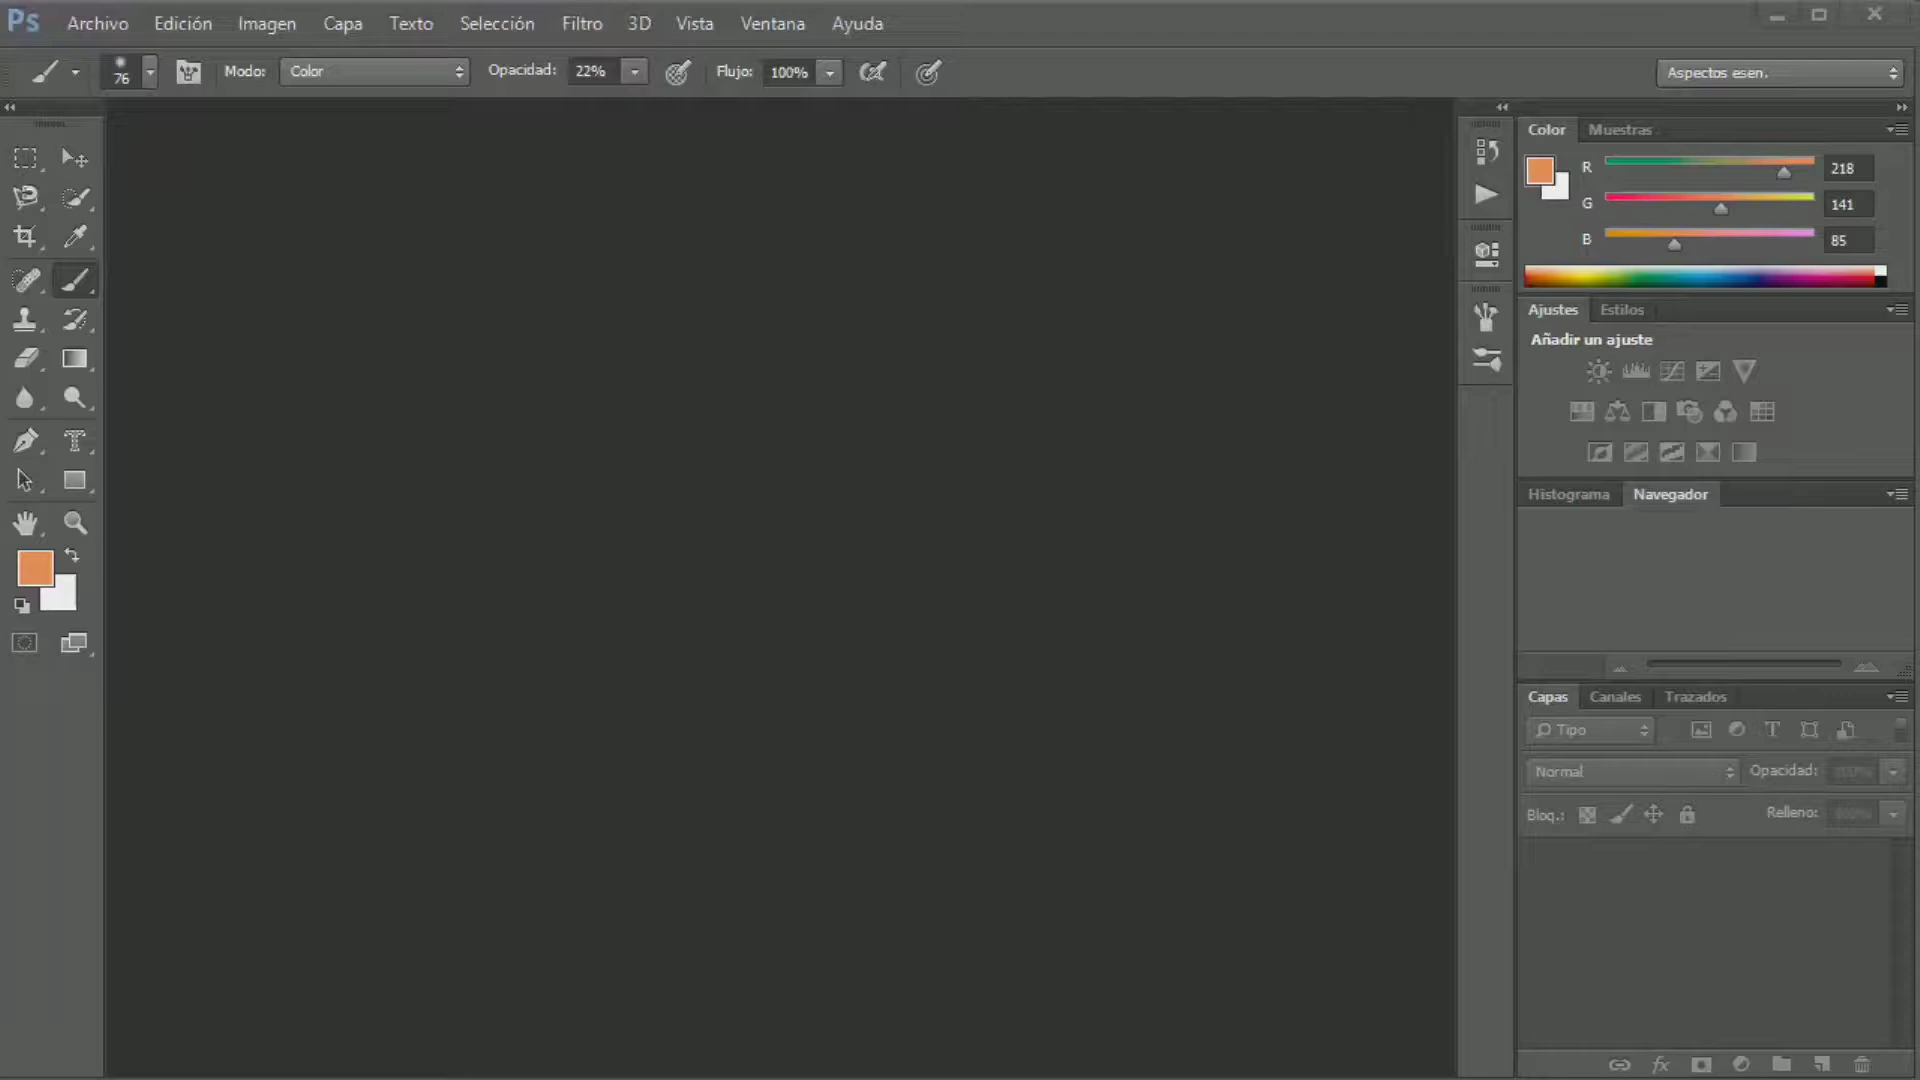 Ps Archivo Edición Imagen Capa Texto Selección Filtro 3D Vista Ventana Ayuda
76 Modo: Color Opacidad: 22% Flujo: 100% Aspectos esen.
Color Muestras
R 218
G 141
B 85
Ajustes Estilos
Añadir un ajuste
Histograma Navegador
Capas Canales Trazados
Tipo
Normal Opacidad:
Bloq.: Relleno:
fx